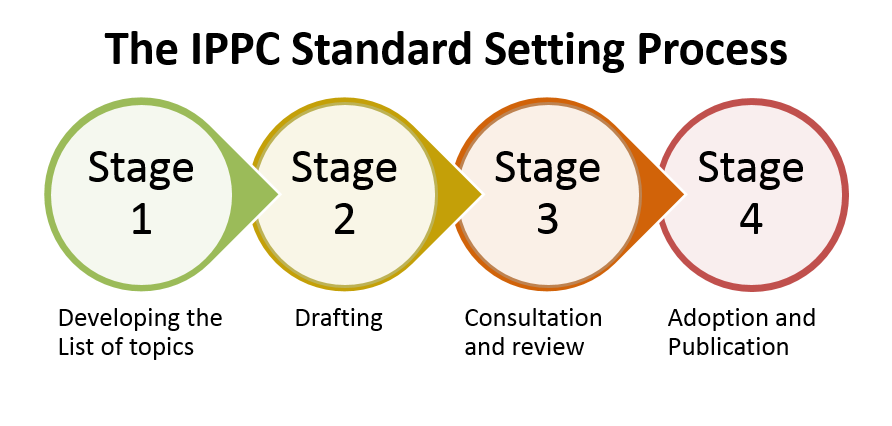 The IPPC Standard Setting Process
Stage
1
Stage
2
Stage
3
Stage
4
Developing the
List of topics
Drafting
Consultation
and review
Adoption and
Publication